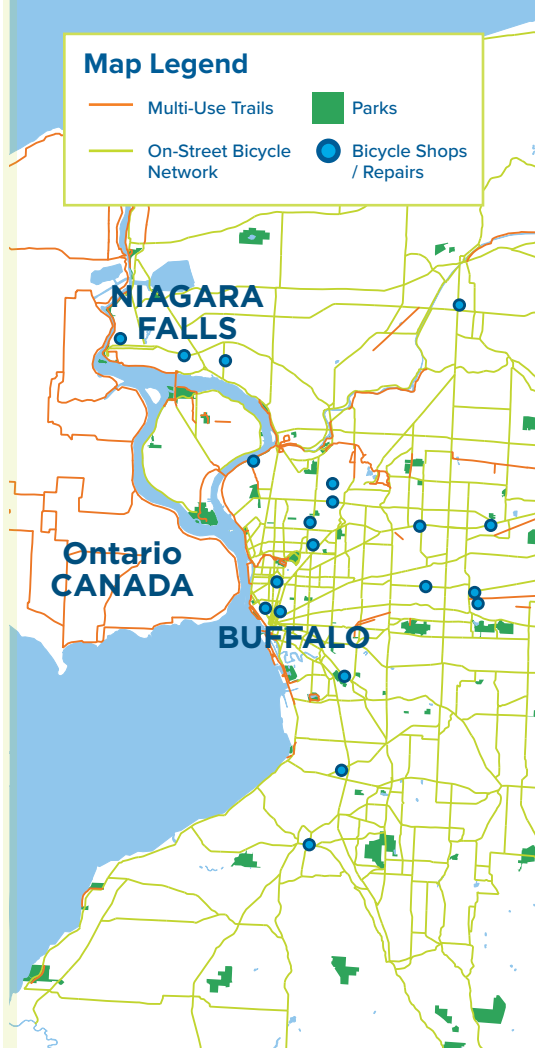 Map Legend
Multi-Use Trails
Parks
On-Street Bicycle
Network
Bicycle Shops
/ Repairs
NIAGARA
FALLS
Ontario
CANADA
BUFFALO